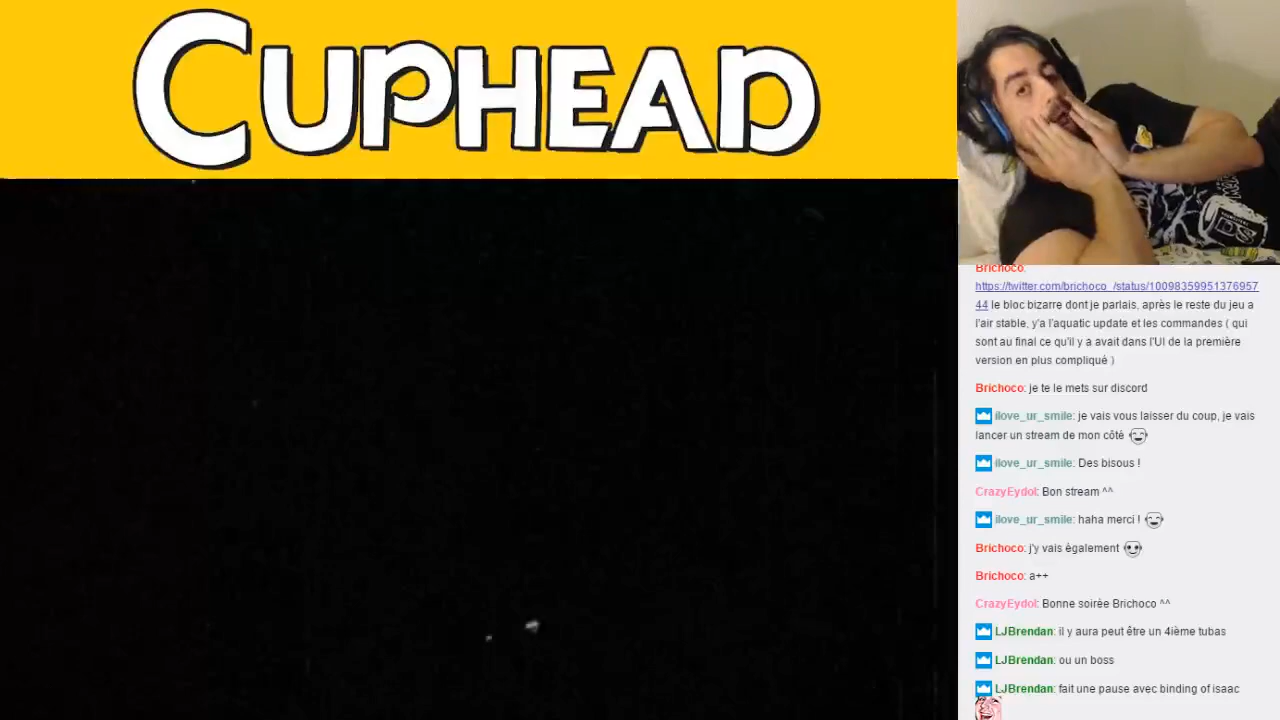 CUPHEAD
Brichoco:
https://twitter.com/brichoco_/status/10098359951376957
44 le bloc bizarre dont je parlais, après le reste du jeu a
l'air stable, y'a l'aquatic update et les commandes ( qui
sont au final ce qu'il y a avait dans l'UI de la première
version en plus compliqué )
Brichoco: je te le mets sur discord
ilove_ur_smile: je vais vous laisser du coup, je vais
lancer un stream de mon côté
ilove_ur_smile: Des bisous !
CrazyEydol: Bon stream ^^
ilove_ur_smile: haha merci !
Brichoco: j'y vais également
Brichoco: a++
CrazyEydol: Bonne soirée Brichoco ^^
LJBrendan: il y aura peut être un 4ième tubas
LJBrendan: ou un boss
LJBrendan: fait une pause avec binding of isaac